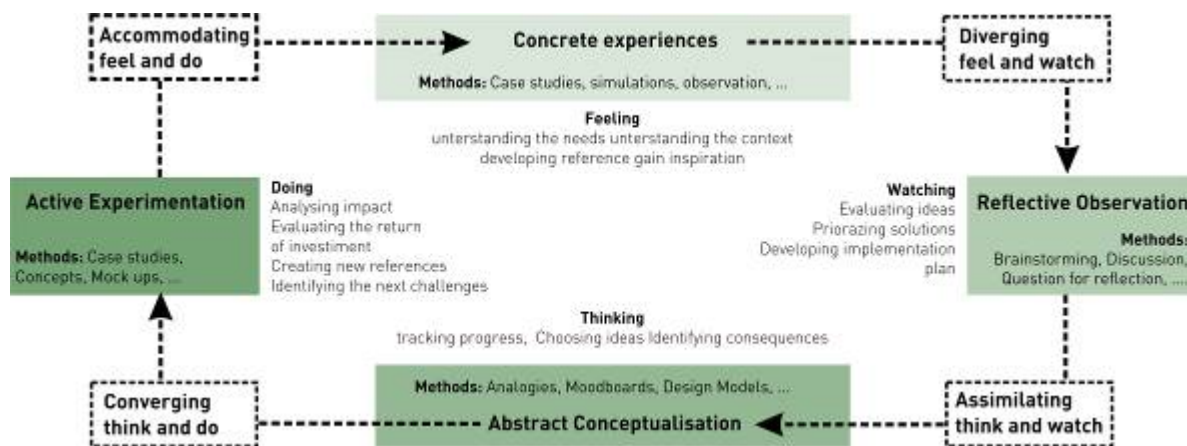 Accommodating
feel and do
Concrete experiences
Methods: Case studies, simulations, observation, ...
Diverging
feel and watch
Feeling
unterstanding the needs unterstanding the context
developing reference gain inspiration
Active Experimentation
Methods: Case studies,
Concepts, Mock ups, ...
Doing
Analysing impact
Evaluating the return
of investiment
Creating new references
Identifying the next challenges
Watching
Evaluating ideas
Priorazing solutions
Developing implementation
plan
Reflective Observation
Methods:
Brainstorming, Discussion,
Question for reflection, ....
Thinking
tracking progress, Choosing ideas Identifying consequences
Converging
think and do
Methods: Analogies, Moodboards, Design Models, ...
Abstract Conceptualisation
Assimilating
think and watch